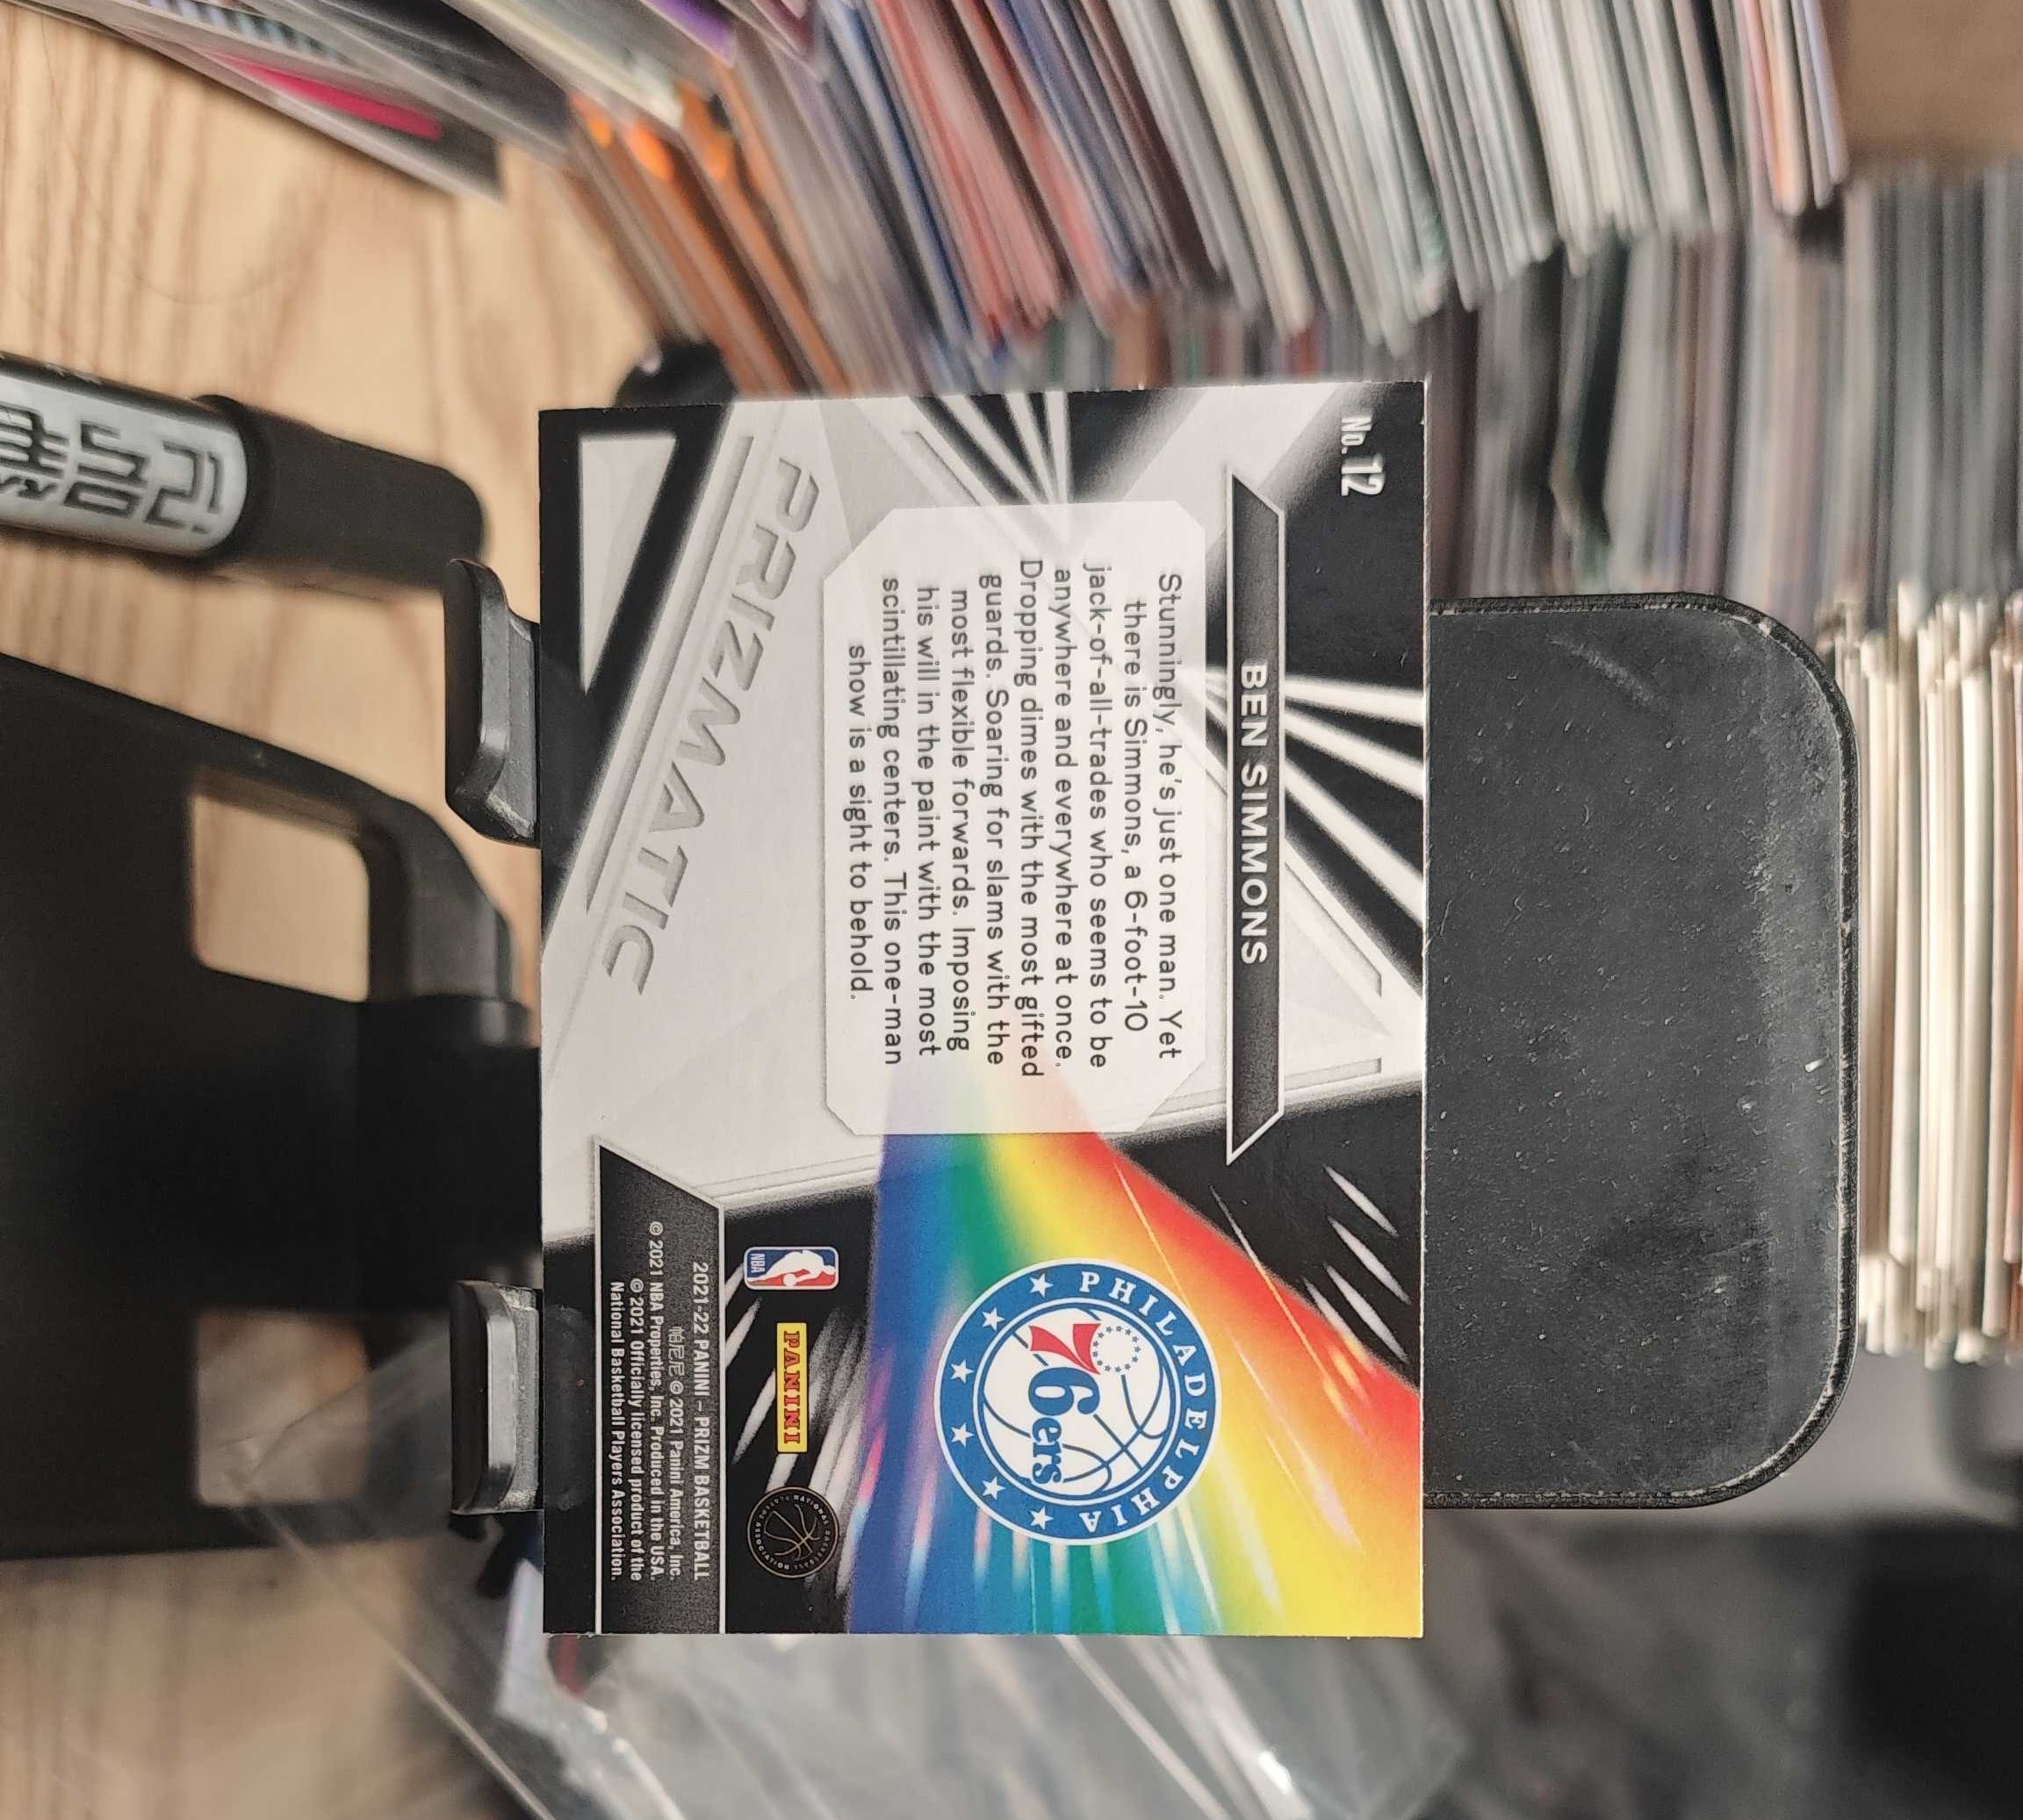 No. 12
BEN SIMMONS
Stunningly, he's just one man. Yet
there is Simmons, a 6-foot-10
jack-of-all-trades who seems to be
anywhere and everywhere at once.
Dropping dimes with the most gifted
guards. Soaring for slams with the
most flexible forwards. Imposing
his will in the paint with the most
scintillating centers. This one-man
show is a sight to behold.
PRIZMATIC
PHILADELPHIA
76ers
NBA
PANINI
2021-22 PANINI – PRIZM BASKETBALL
© 2021 Panini America, Inc.
© 2021 NBA Properties, Inc. Produced in the USA.
© 2021 Officially licensed product of the
National Basketball Players Association.